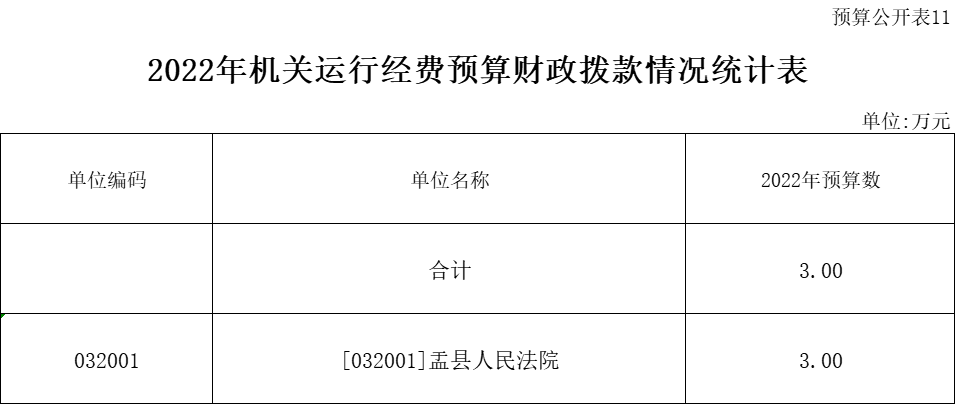 预算公开表11
2022年机关运行经费预算财政拨款情况统计表
单位:万元
单位编码 单位名称 2022年预算数
合计 3.00
032001 [032001]盂县人民法院 3.00